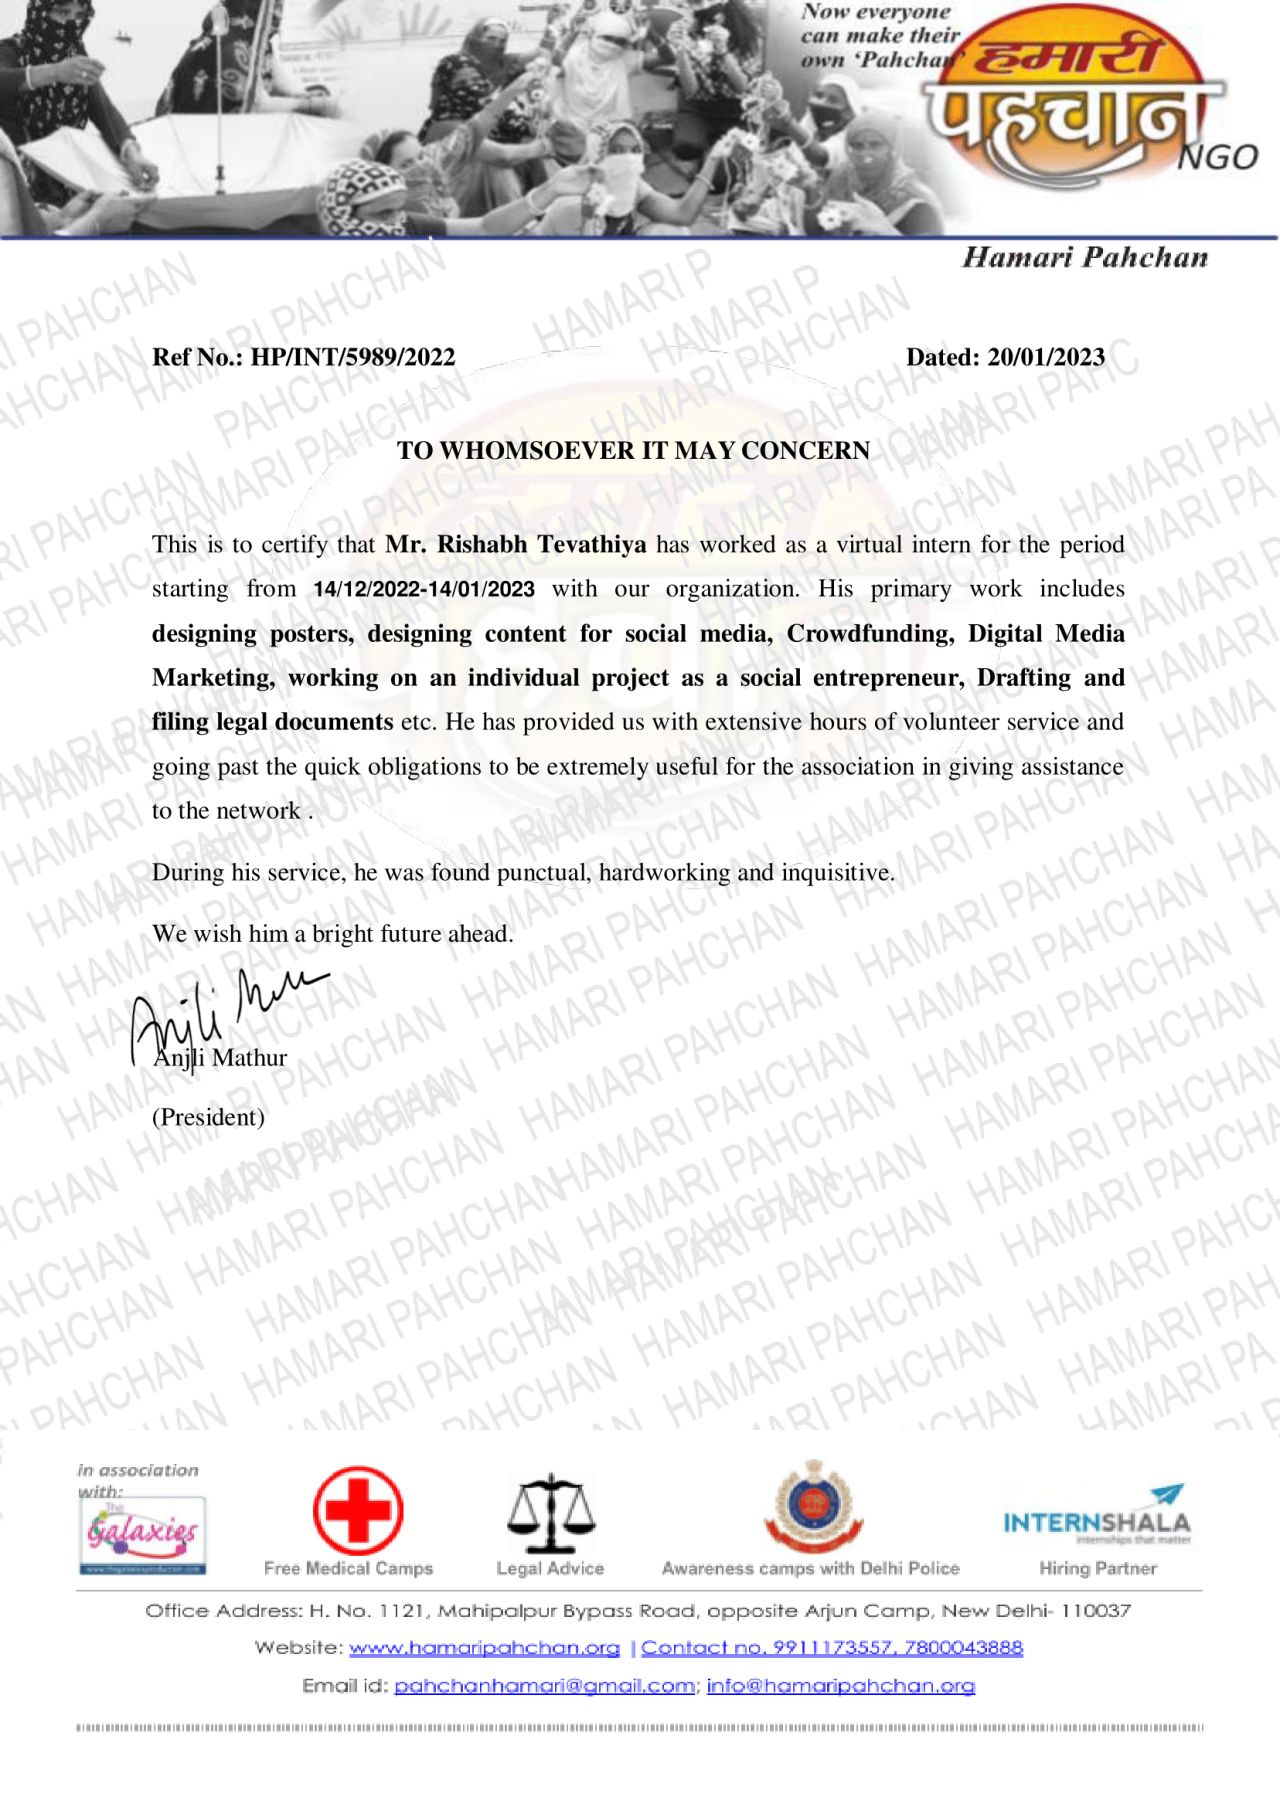 Now everyone
can make their
own ‘Pahchan’
हमारी
पहचान
NGO
Hamari Pahchan
Ref No.: HP/INT/5989/2022 Dated: 20/01/2023
TO WHOMSOEVER IT MAY CONCERN
This is to certify that Mr. Rishabh Tevathiya has worked as a virtual intern for the period
starting from 14/12/2022-14/01/2023 with our organization. His primary work includes
designing posters, designing content for social media, Crowdfunding, Digital Media
Marketing, working on an individual project as a social entrepreneur, Drafting and
filing legal documents etc. He has provided us with extensive hours of volunteer service and
going past the quick obligations to be extremely useful for the association in giving assistance
to the network .
During his service, he was found punctual, hardworking and inquisitive.
We wish him a bright future ahead.
Anjli Mathur
(President)
in association
with:
The
Galaxies
www.thegalaxiesproduction.com
Free Medical Camps
Legal Advice
Awareness camps with Delhi Police
INTERNSHALA
internships that matter
Hiring Partner
Office Address: H. No. 1121, Mahipalpur Bypass Road, opposite Arjun Camp, New Delhi- 110037
Website: www.hamaripahchan.org | Contact no. 9911173557, 7800043888
Email id: pahchanhamari@gmail.com; info@hamaripahchan.org